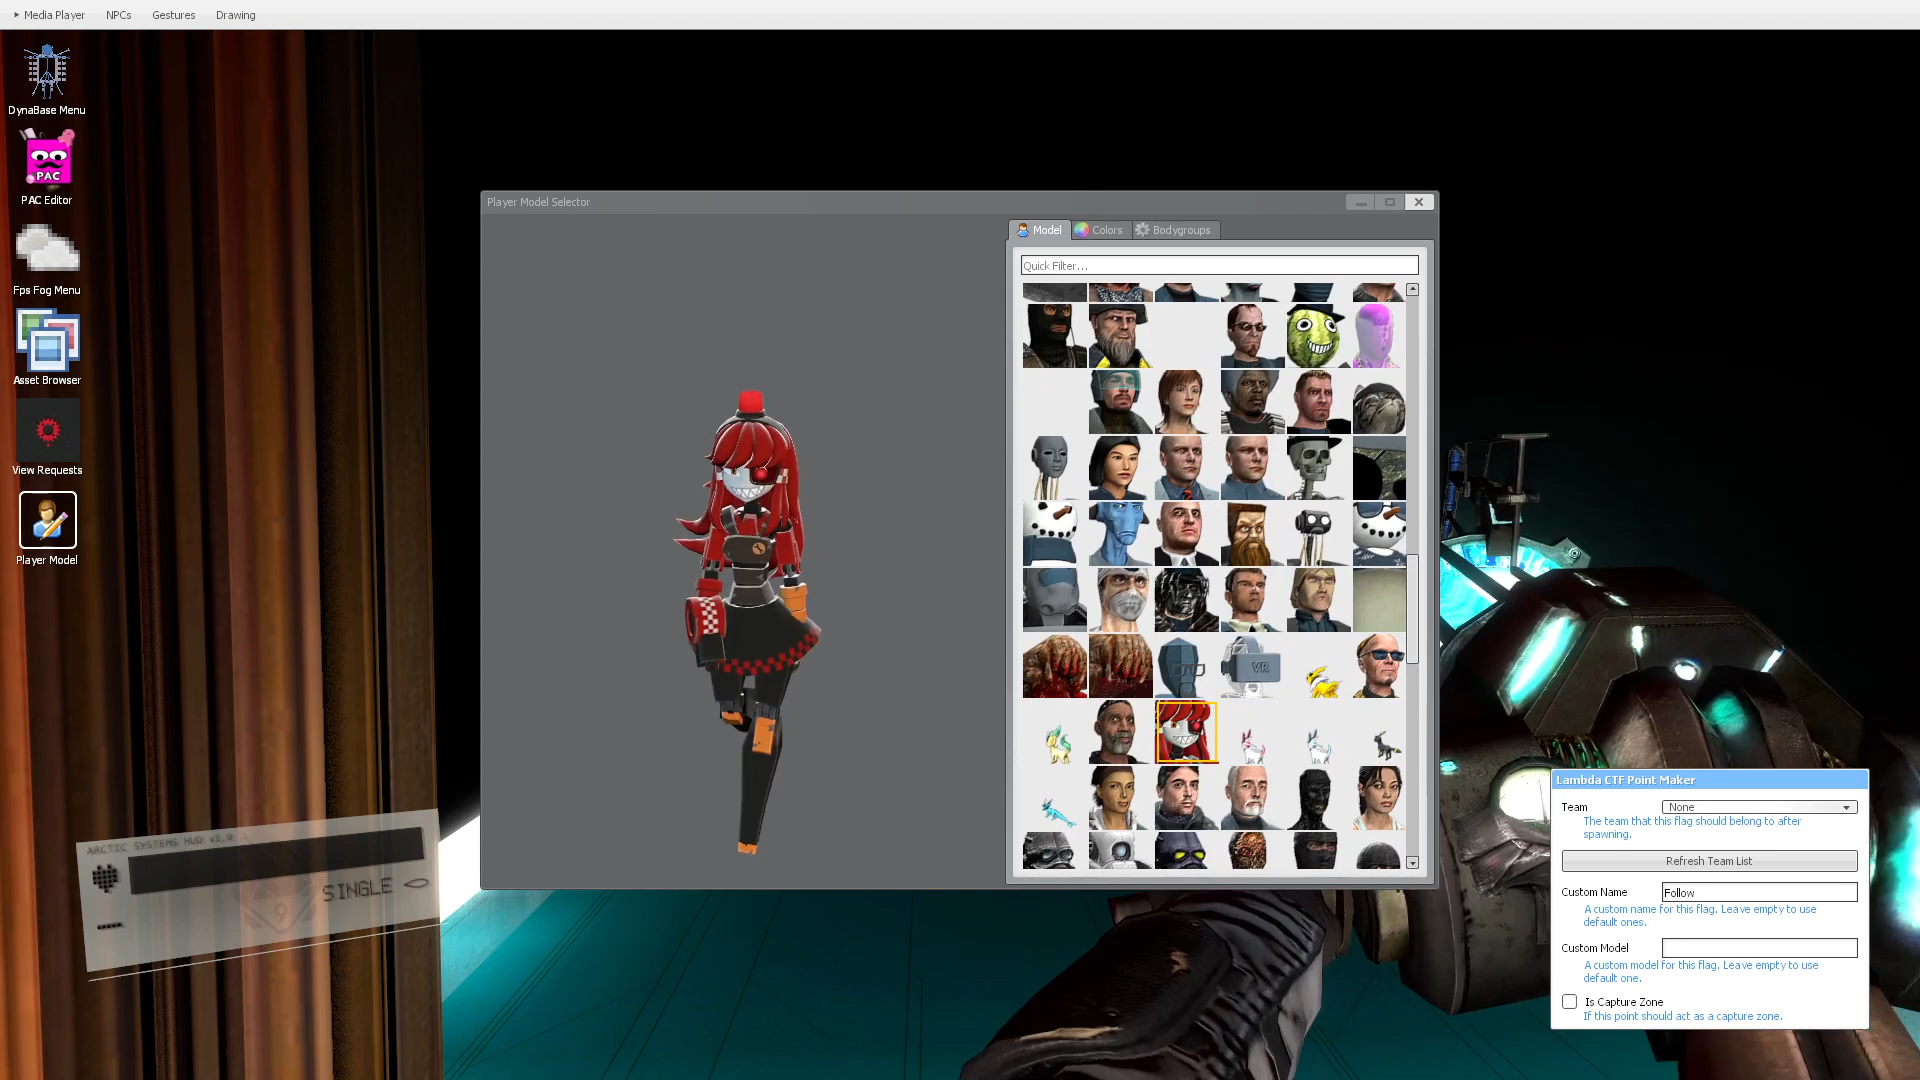 Media Player
NPCs
Gestures
Drawing
DynaBase Menu
PAC
PAC Editor
Fps Fog Menu
Asset Browser
View Requests
Player Model
Player Model Selector
Model
Colors
Bodygroups
Quick Filter...
VR
ARCTIC SYSTEMS HUD V1.0
SINGLE
9
Lambda CTF Point Maker
Team
None
The team that this flag should belong to after
spawning.
Refresh Team List
Custom Name
Follow
A custom name for this flag. Leave empty to use
default ones.
Custom Model
A custom model for this flag. Leave empty to use
default one.
Is Capture Zone
If this point should act as a capture zone.